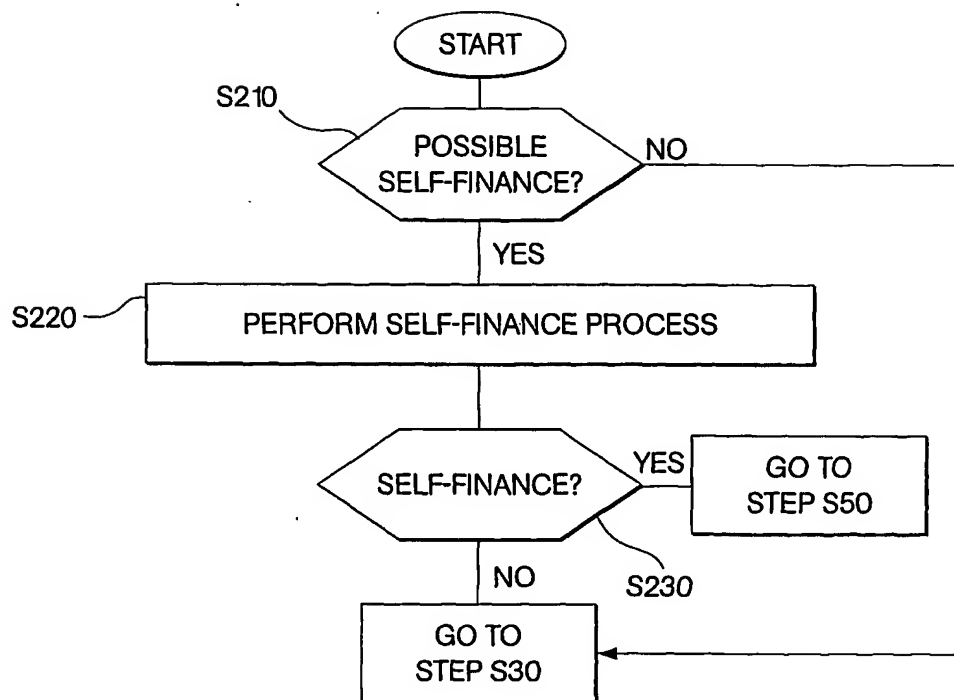 START
S210
POSSIBLE
SELF-FINANCE?
NO
YES
S220
PERFORM SELF-FINANCE PROCESS
SELF-FINANCE?
YES
GO TO
STEP S50
S230
NO
GO TO
STEP S30